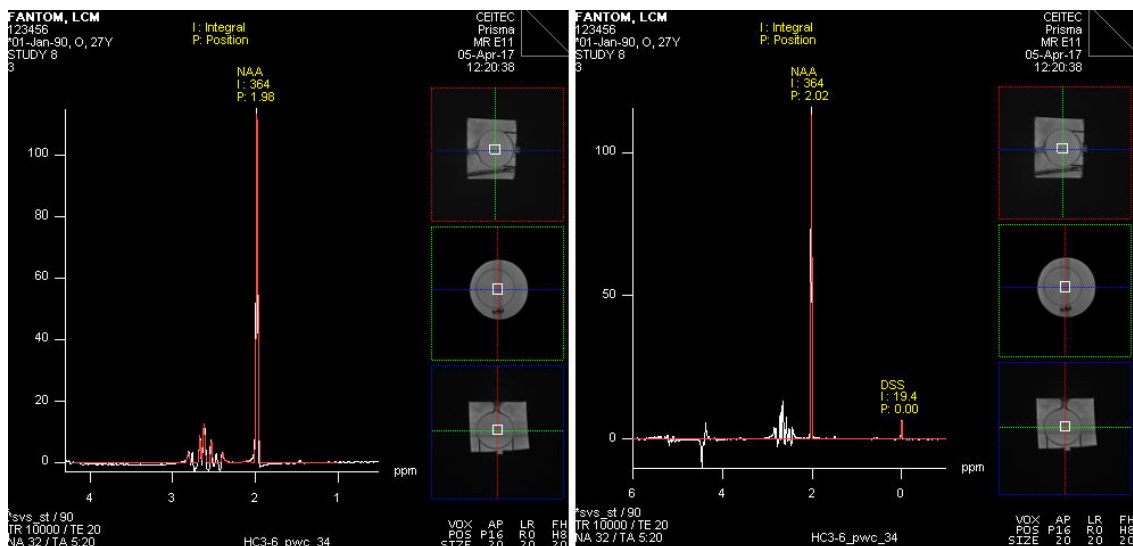 FANTOM, LCM
123456
*01-Jan-90, O, 27Y
STUDY 8
3
I : Integral
P: Position
CEITEC
Prisma
MR E11
05-Apr-17
12:20:38
NAA
I : 364
P: 1.98
100
80
60
40
20
0
ppm
4 3 2 1
*svs_st / 90
TR 10000 / TE 20
NA 32 / TA 5:20
HC3-6_pwc_34
VOX AP LR FH
POS P16 R0 H8
SIZE 20 20 20
FANTOM, LCM
123456
*01-Jan-90, O, 27Y
STUDY 8
3
I : Integral
P: Position
CEITEC
Prisma
MR E11
05-Apr-17
12:20:38
NAA
I : 364
P: 2.02
100
50
DSS
I : 19.4
P: 0.00
0
ppm
6 4 2 0
*svs_st / 90
TR 10000 / TE 20
NA 32 / TA 5:20
HC3-6_pwc_34
VOX AP LR FH
POS P16 R0 H8
SIZE 20 20 20